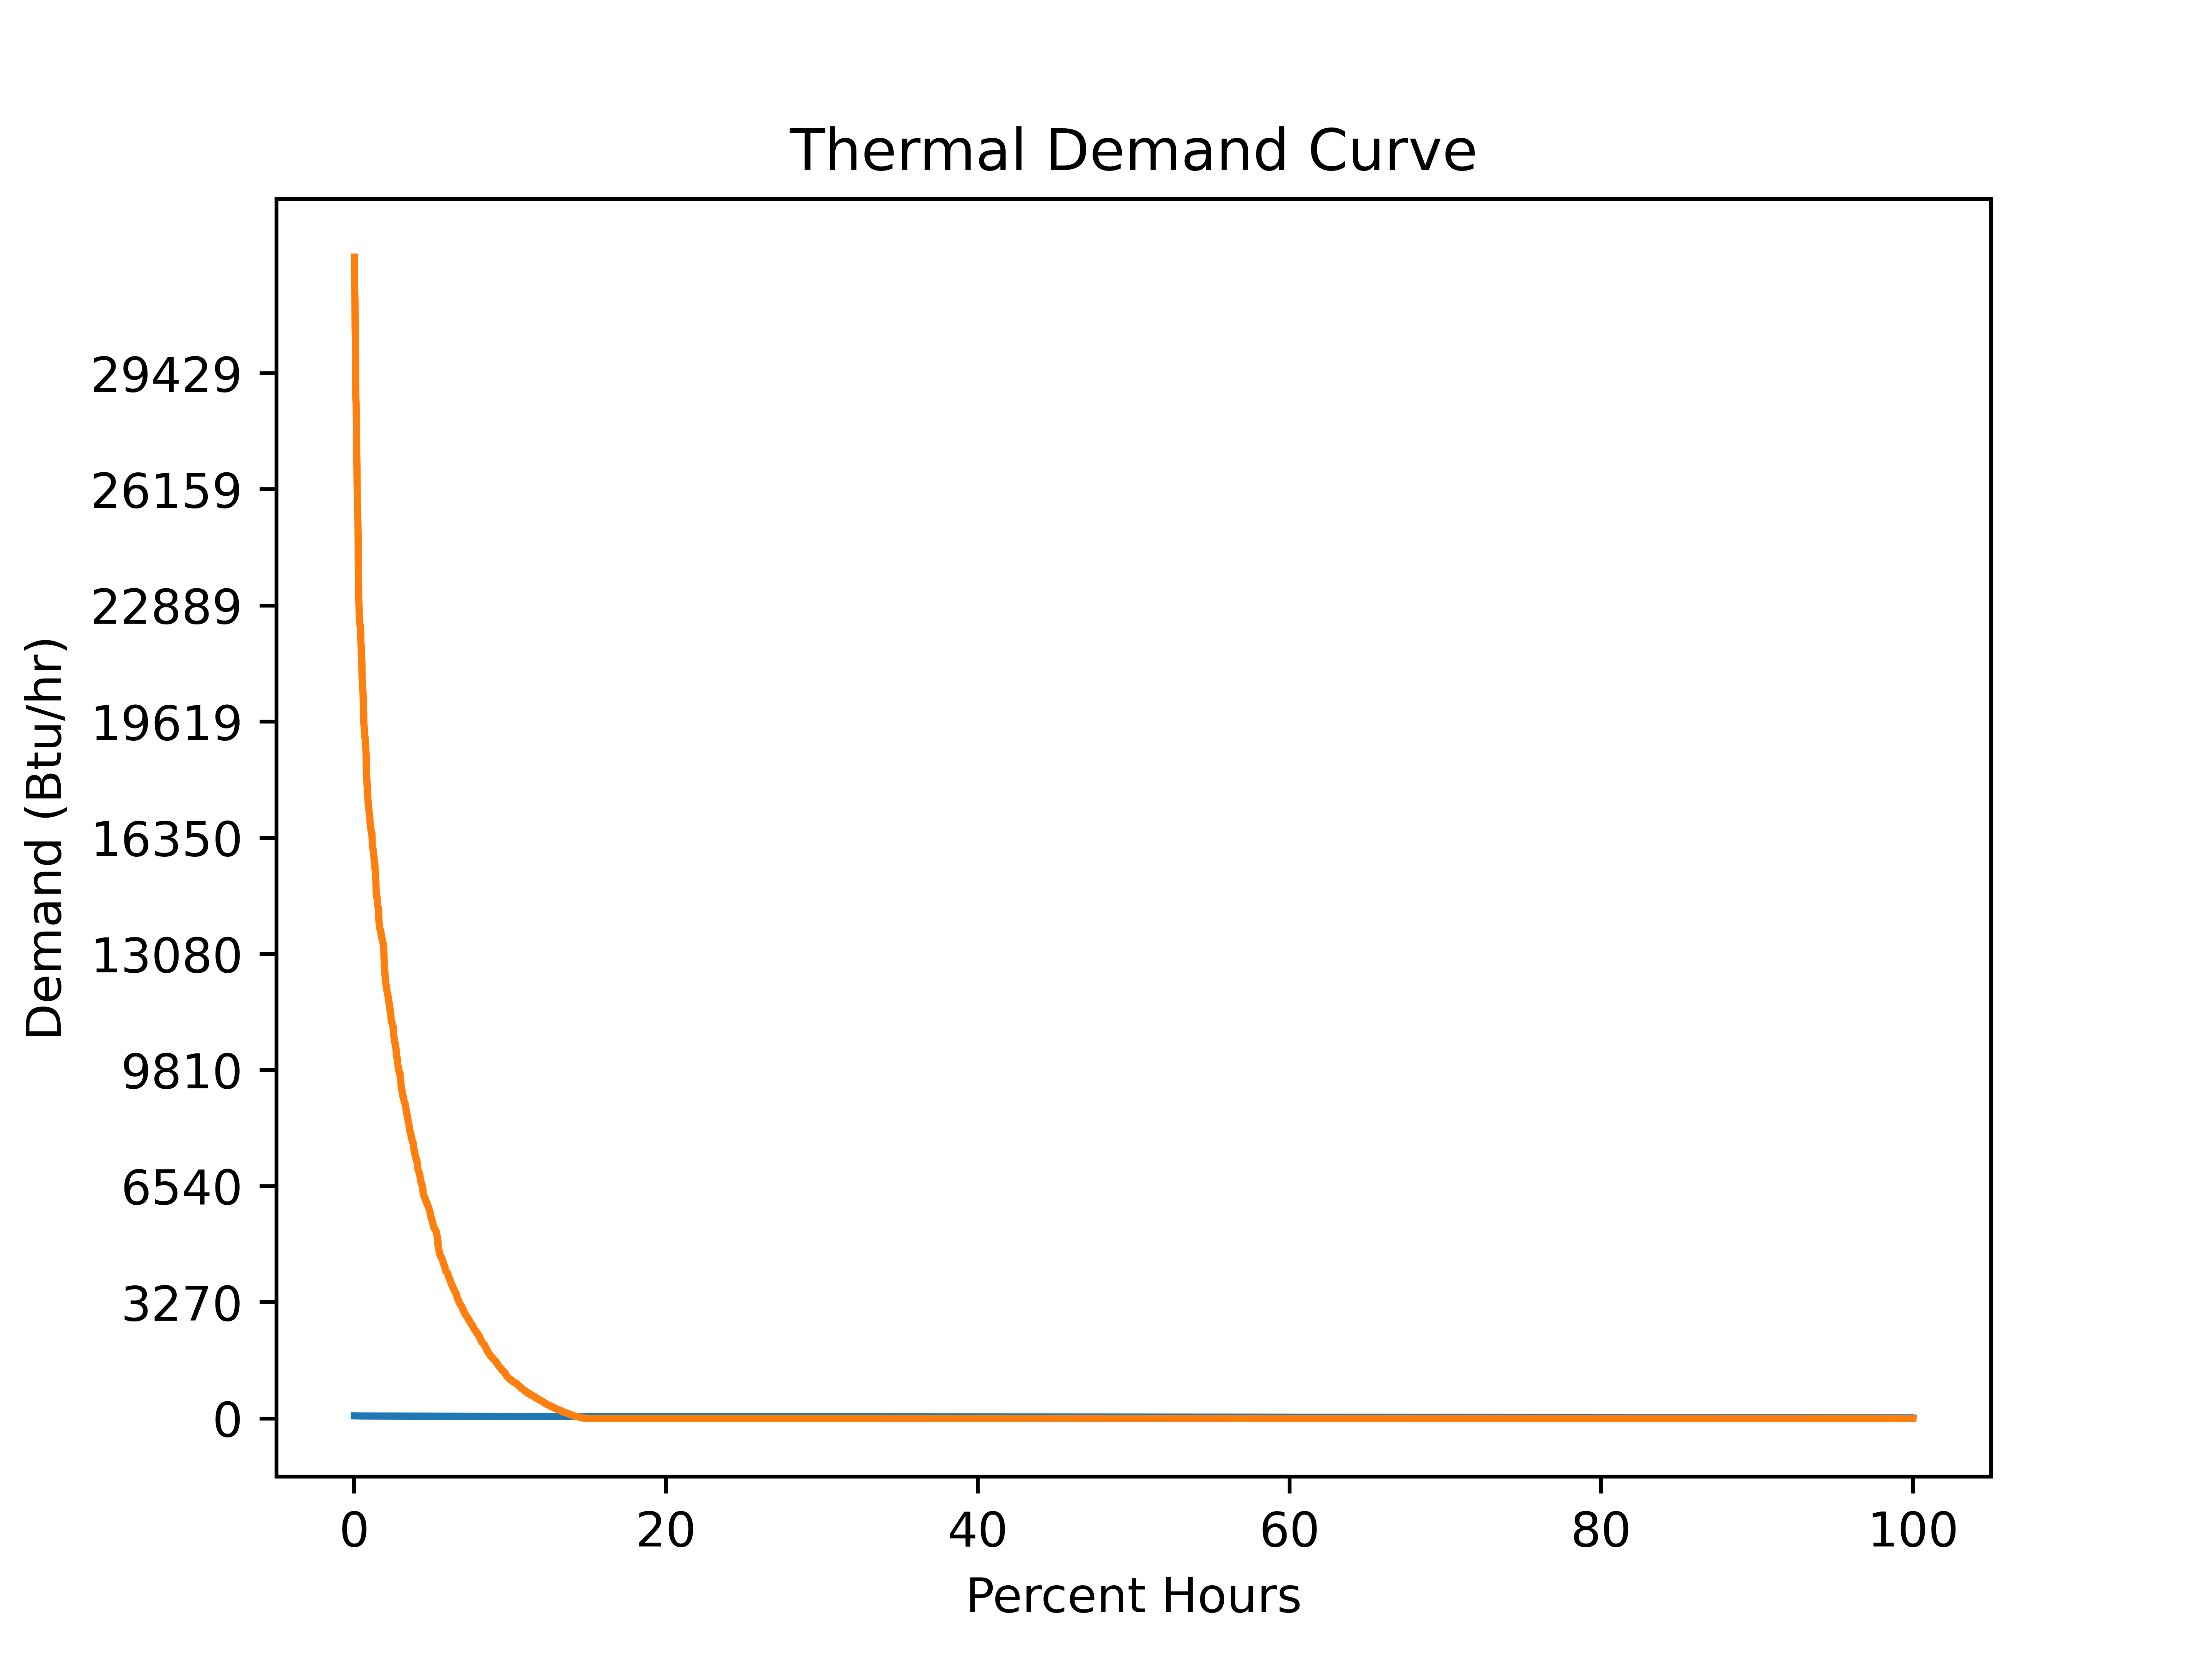 Thermal Demand Curve
Demand (Btu/hr)
29429
26159
22889
19619
16350
13080
9810
6540
3270
0
0 20 40 60 80 100
Percent Hours